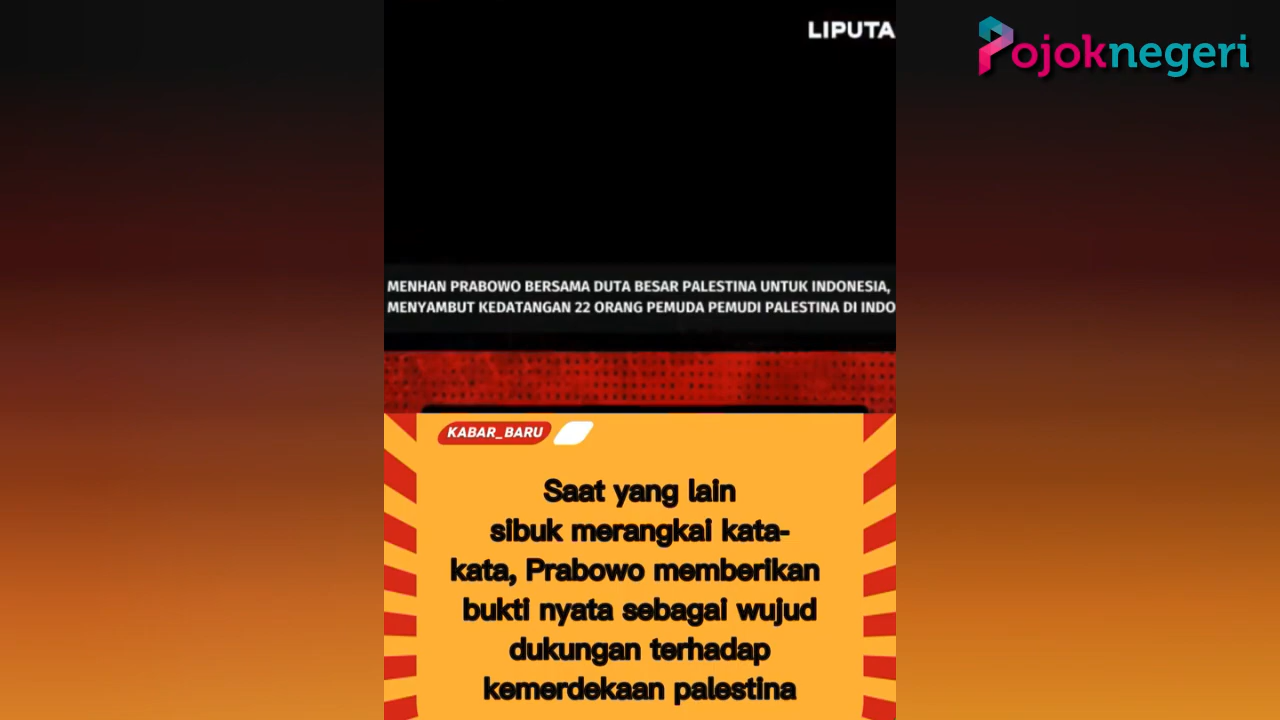 LIPUTA
Pojoknegeri
MENHAN PRABOWO BERSAMA DUTA BESAR PALESTINA UNTUK INDONESIA,
MENYAMBUT KEDATANGAN 22 ORANG PEMUDA PEMUDI PALESTINA DI INDO
KABAR_BARU
Saat yang lain
sibuk merangkai kata-
kata, Prabowo memberikan
bukti nyata sebagai wujud
dukungan terhadap
kemerdekaan palestina